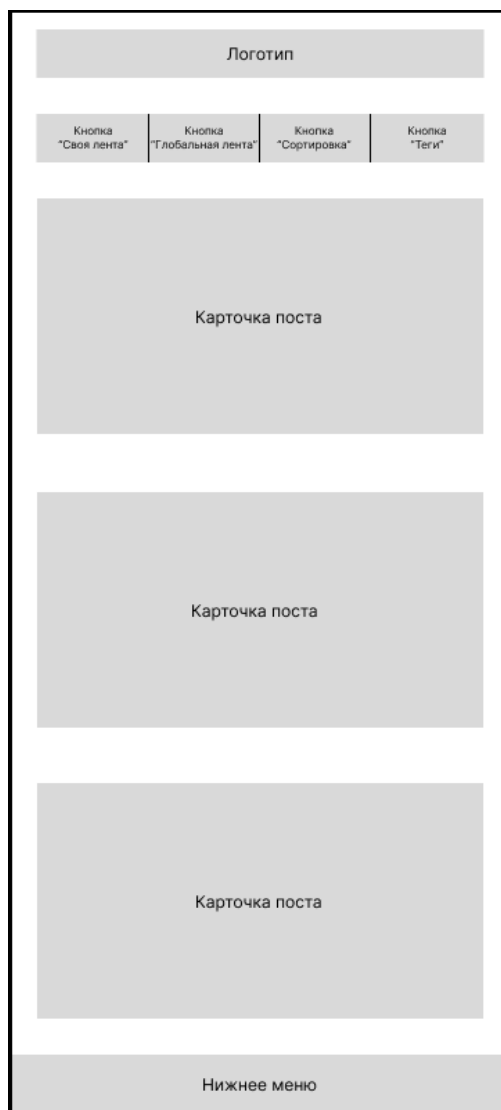 Логотип
Кнопка
"Своя лента"
Кнопка
"Глобальная лента"
Кнопка
"Сортировка"
Кнопка
"Теги"
Карточка поста
Карточка поста
Карточка поста
Нижнее меню